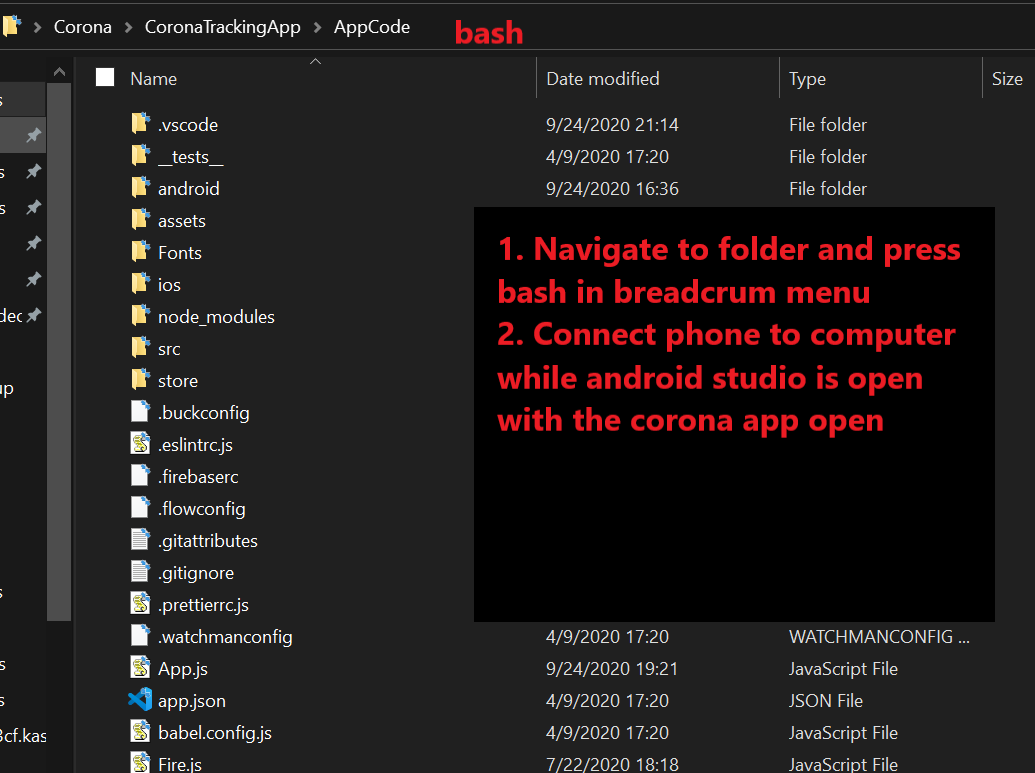 Corona > CoronaTrackingApp > AppCode bash
Name Date modified Type Size
.vscode 9/24/2020 21:14 File folder
__tests__ 4/9/2020 17:20 File folder
android 9/24/2020 16:36 File folder
assets
Fonts
ios
node_modules
src
store
.buckconfig
.eslintrc.js
.firebaserc
.flowconfig
.gitattributes
.gitignore
.prettierrc.js
1. Navigate to folder and press
bash in breadcrum menu
2. Connect phone to computer
while android studio is open
with the corona app open
.watchmanconfig 4/9/2020 17:20 WATCHMANCONFIG ...
App.js 9/24/2020 19:21 JavaScript File
app.json 4/9/2020 17:20 JSON File
babel.config.js 4/9/2020 17:20 JavaScript File
3cf.kas
Fire.js 7/22/2020 18:18 JavaScript File